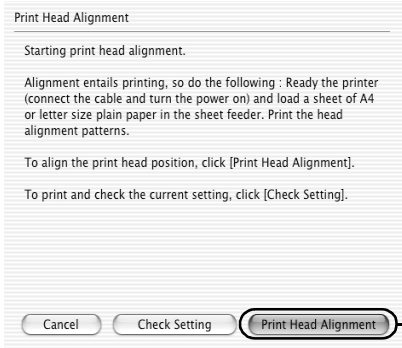 Print Head Alignment
Starting print head alignment.
Alignment entails printing, so do the following : Ready the printer
(connect the cable and turn the power on) and load a sheet of A4
or letter size plain paper in the sheet feeder. Print the head
alignment patterns.
To align the print head position, click [Print Head Alignment].
To print and check the current setting, click [Check Setting].
Cancel Check Setting Print Head Alignment